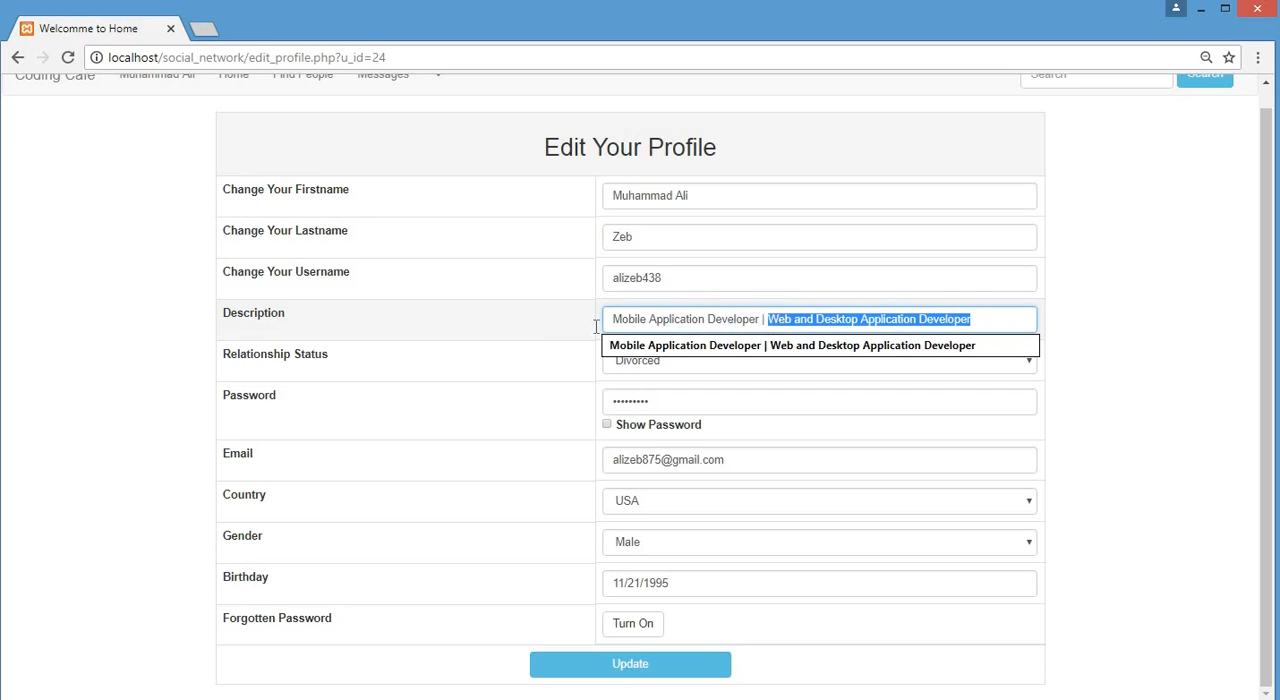 Welcomme to Home
localhost/social_network/edit_profile.php?u_id=24
Coding Cafe Muhammad Ali Home Find People Messages Search Search
Edit Your Profile
Change Your Firstname Muhammad Ali
Change Your Lastname Zeb
Change Your Username alizeb438
Description Mobile Application Developer | Web and Desktop Application Developer
Mobile Application Developer | Web and Desktop Application Developer
Relationship Status Divorced
Password •••••••••
Show Password
Email alizeb875@gmail.com
Country USA
Gender Male
Birthday 11/21/1995
Forgotten Password Turn On
Update